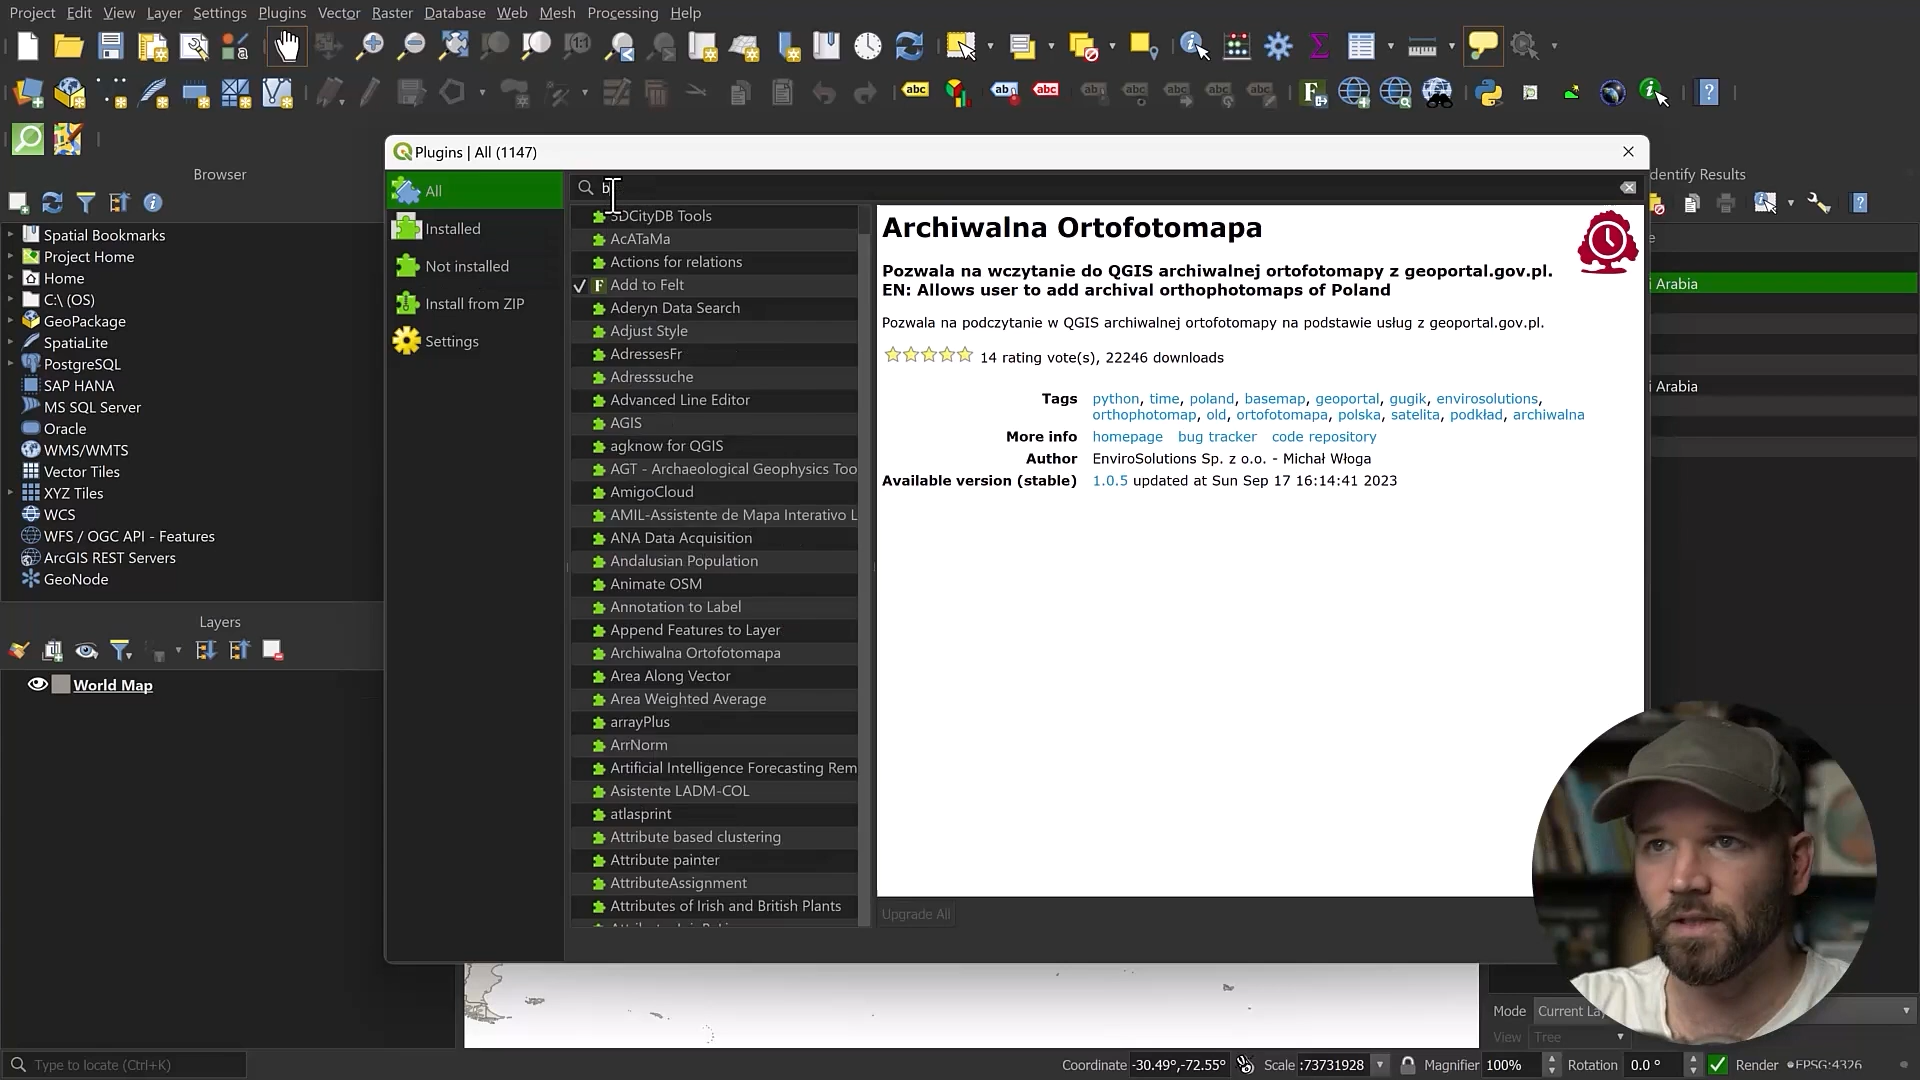 Project Edit View Layer Settings Plugins Vector Raster Database Web Mesh Processing Help
Plugins | All (1147)
Browser
Identify Results
Spatial Bookmarks
Project Home
Home
C:\ (OS)
GeoPackage
SpatiaLite
PostgreSQL
SAP HANA
MS SQL Server
Oracle
WMS/WMTS
Vector Tiles
XYZ Tiles
WCS
WFS / OGC API - Features
ArcGIS REST Servers
GeoNode
Layers
World Map
Type to locate (Ctrl+K)
All
Installed
Not installed
Install from ZIP
Settings
b
3DCityDB Tools
AcATaMa
Actions for relations
Add to Felt
Aderyn Data Search
Adjust Style
AdressesFr
Adresssuche
Advanced Line Editor
AGIS
agknow for QGIS
AGT - Archaeological Geophysics Too
AmigoCloud
AMIL-Assistente de Mapa Interativo L
ANA Data Acquisition
Andalusian Population
Animate OSM
Annotation to Label
Append Features to Layer
Archiwalna Ortofotomapa
Area Along Vector
Area Weighted Average
arrayPlus
ArrNorm
Artificial Intelligence Forecasting Rem
Asistente LADM-COL
atlasprint
Attribute based clustering
Attribute painter
AttributeAssignment
Attributes of Irish and British Plants
Archiwalna Ortofotomapa
Pozwala na wczytanie do QGIS archiwalnej ortofotomapy z geoportal.gov.pl.
EN: Allows user to add archival orthophotomaps of Poland
Pozwala na podczytanie w QGIS archiwalnej ortofotomapy na podstawie usług z geoportal.gov.pl.
14 rating vote(s), 22246 downloads
Tags python, time, poland, basemap, geoportal, gugik, envirosolutions,
orthophotomap, old, ortofotomapa, polska, satelita, podkład, archiwalna
More info homepage bug tracker code repository
Author EnviroSolutions Sp. z o.o. - Michał Włoga
Available version (stable) 1.0.5 updated at Sun Sep 17 16:14:41 2023
Upgrade All
Arabia
Arabia
Mode Current Lay
View Tree
Coordinate -30.49°,-72.55° Scale :73731928 Magnifier 100% Rotation 0.0 ° Render EPSG:4326